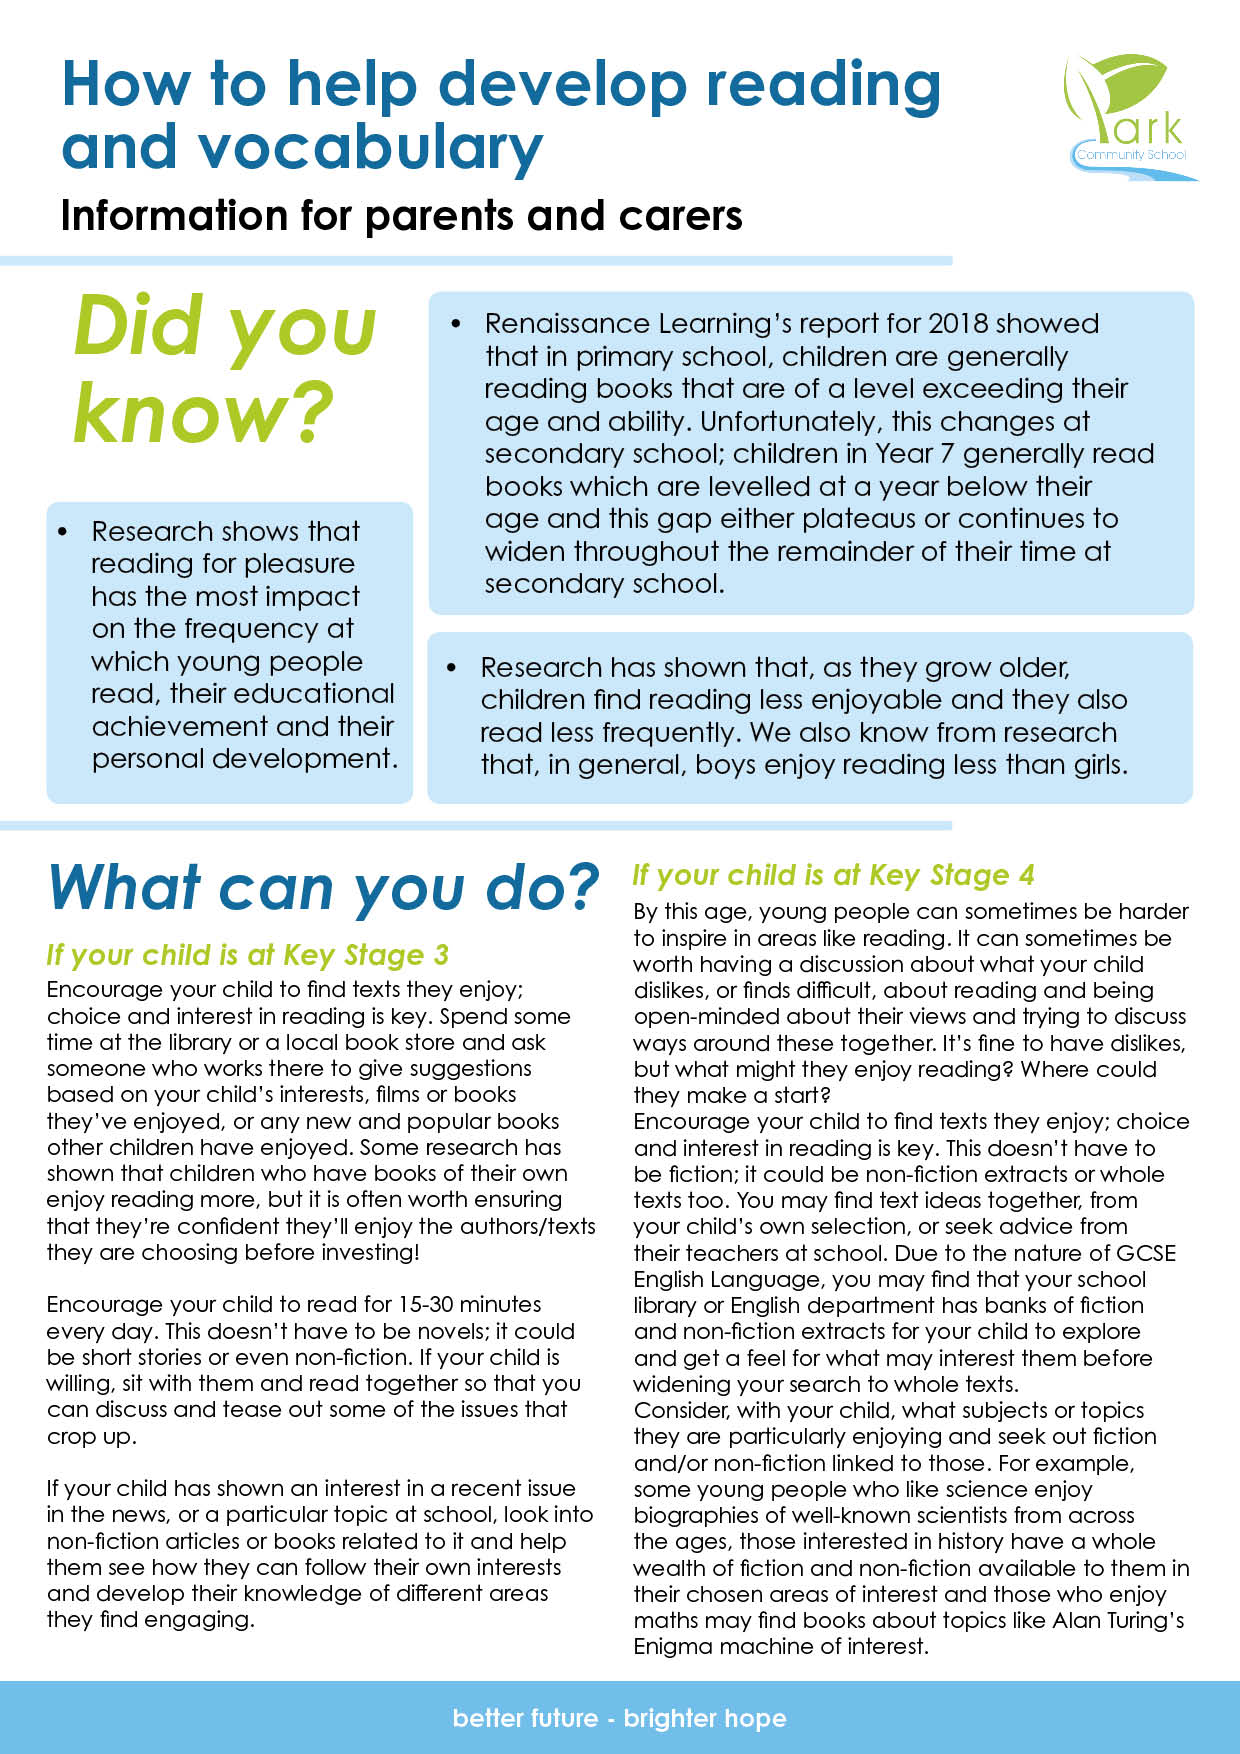 How to help develop reading
and vocabulary
Information for parents and carers
Park
Community School
Did you
know?
• Research shows that
reading for pleasure
has the most impact
on the frequency at
which young people
read, their educational
achievement and their
personal development.
• Renaissance Learning’s report for 2018 showed
that in primary school, children are generally
reading books that are of a level exceeding their
age and ability. Unfortunately, this changes at
secondary school; children in Year 7 generally read
books which are levelled at a year below their
age and this gap either plateaus or continues to
widen throughout the remainder of their time at
secondary school.
• Research has shown that, as they grow older,
children find reading less enjoyable and they also
read less frequently. We also know from research
that, in general, boys enjoy reading less than girls.
What can you do?
If your child is at Key Stage 3
Encourage your child to find texts they enjoy;
choice and interest in reading is key. Spend some
time at the library or a local book store and ask
someone who works there to give suggestions
based on your child’s interests, films or books
they’ve enjoyed, or any new and popular books
other children have enjoyed. Some research has
shown that children who have books of their own
enjoy reading more, but it is often worth ensuring
that they’re confident they’ll enjoy the authors/texts
they are choosing before investing!
Encourage your child to read for 15-30 minutes
every day. This doesn’t have to be novels; it could
be short stories or even non-fiction. If your child is
willing, sit with them and read together so that you
can discuss and tease out some of the issues that
crop up.
If your child has shown an interest in a recent issue
in the news, or a particular topic at school, look into
non-fiction articles or books related to it and help
them see how they can follow their own interests
and develop their knowledge of different areas
they find engaging.
If your child is at Key Stage 4
By this age, young people can sometimes be harder
to inspire in areas like reading. It can sometimes be
worth having a discussion about what your child
dislikes, or finds difficult, about reading and being
open-minded about their views and trying to discuss
ways around these together. It’s fine to have dislikes,
but what might they enjoy reading? Where could
they make a start?
Encourage your child to find texts they enjoy; choice
and interest in reading is key. This doesn’t have to
be fiction; it could be non-fiction extracts or whole
texts too. You may find text ideas together, from
your child’s own selection, or seek advice from
their teachers at school. Due to the nature of GCSE
English Language, you may find that your school
library or English department has banks of fiction
and non-fiction extracts for your child to explore
and get a feel for what may interest them before
widening your search to whole texts.
Consider, with your child, what subjects or topics
they are particularly enjoying and seek out fiction
and/or non-fiction linked to those. For example,
some young people who like science enjoy
biographies of well-known scientists from across
the ages, those interested in history have a whole
wealth of fiction and non-fiction available to them in
their chosen areas of interest and those who enjoy
maths may find books about topics like Alan Turing’s
Enigma machine of interest.
better future - brighter hope